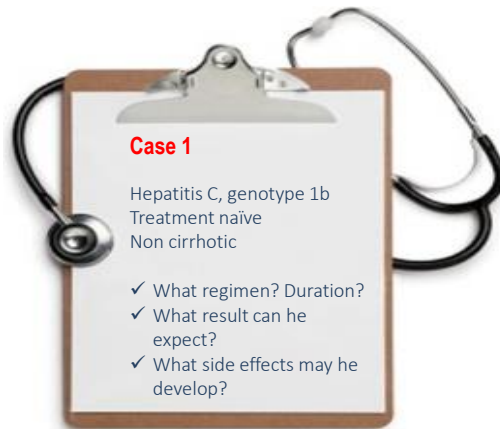 Case 1
Hepatitis C, genotype 1b
Treatment naïve
Non cirrhotic
✓ What regimen? Duration?
✓ What result can he
expect?
✓ What side effects may he
develop?